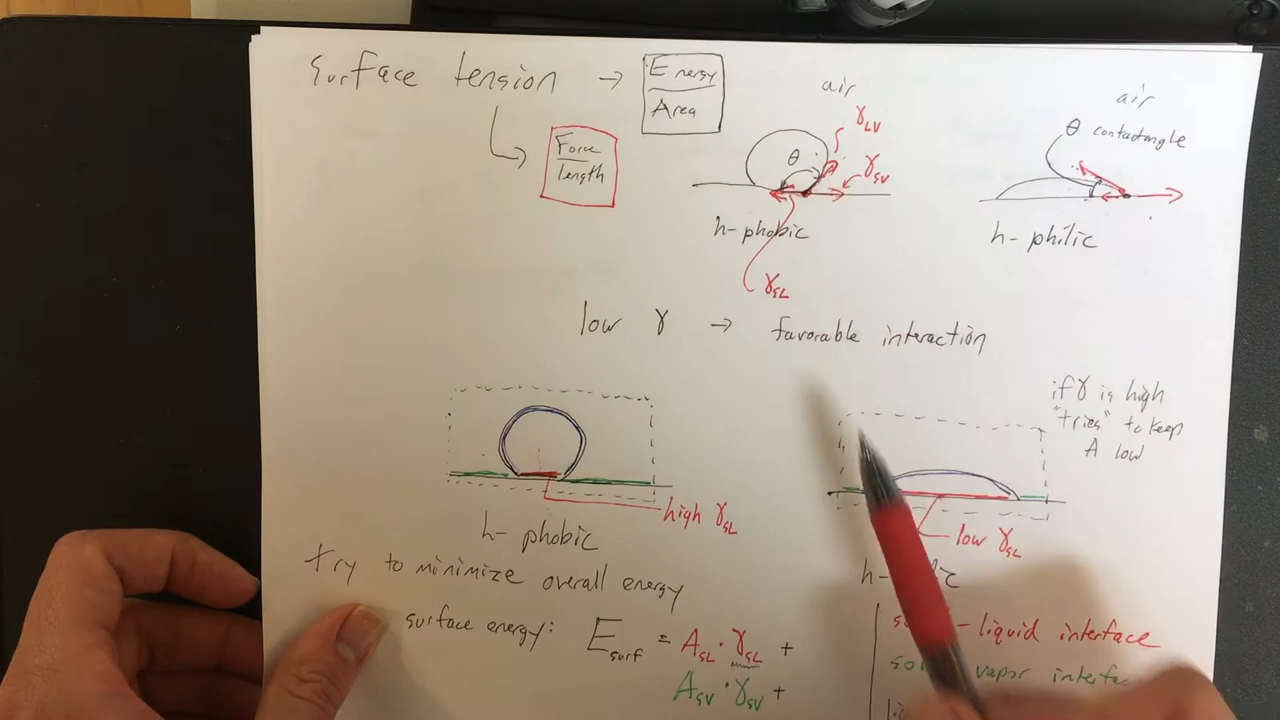 surface tension → Energy
Area
Force
length
air
γLV
θ
γSV
h-phobic
γSL
air
θ contact angle
h-philic
low γ → favorable interaction
if γ is high
"tries" to keep
A low
high γSL
h-phobic
low γSL
try to minimize overall energy
surface energy: Esurf = ASL · γSL +
ASV · γSV +
-liquid interface
vapor